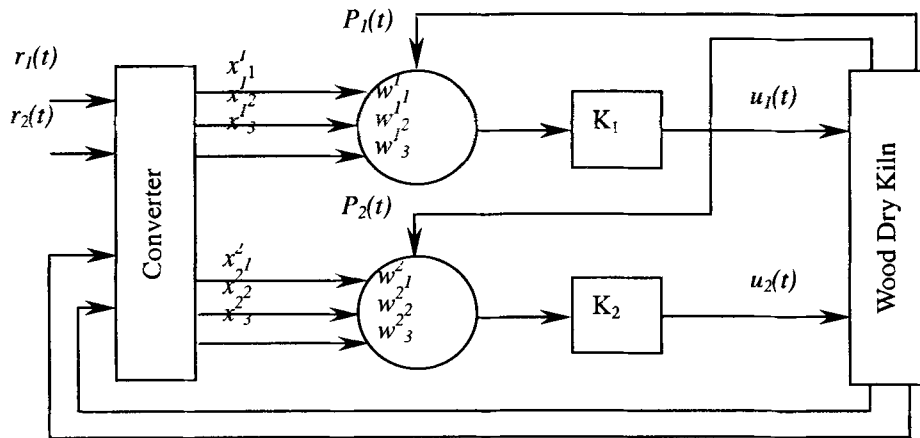 P₁(t)
r₁(t)
r₂(t)
Converter
x¹₁
x¹₂
x¹₃
w¹₁
w¹₂
w¹₃
K₁
u₁(t)
P₂(t)
x²₁
x²₂
x²₃
w²₁
w²₂
w²₃
K₂
u₂(t)
Wood Dry Kiln